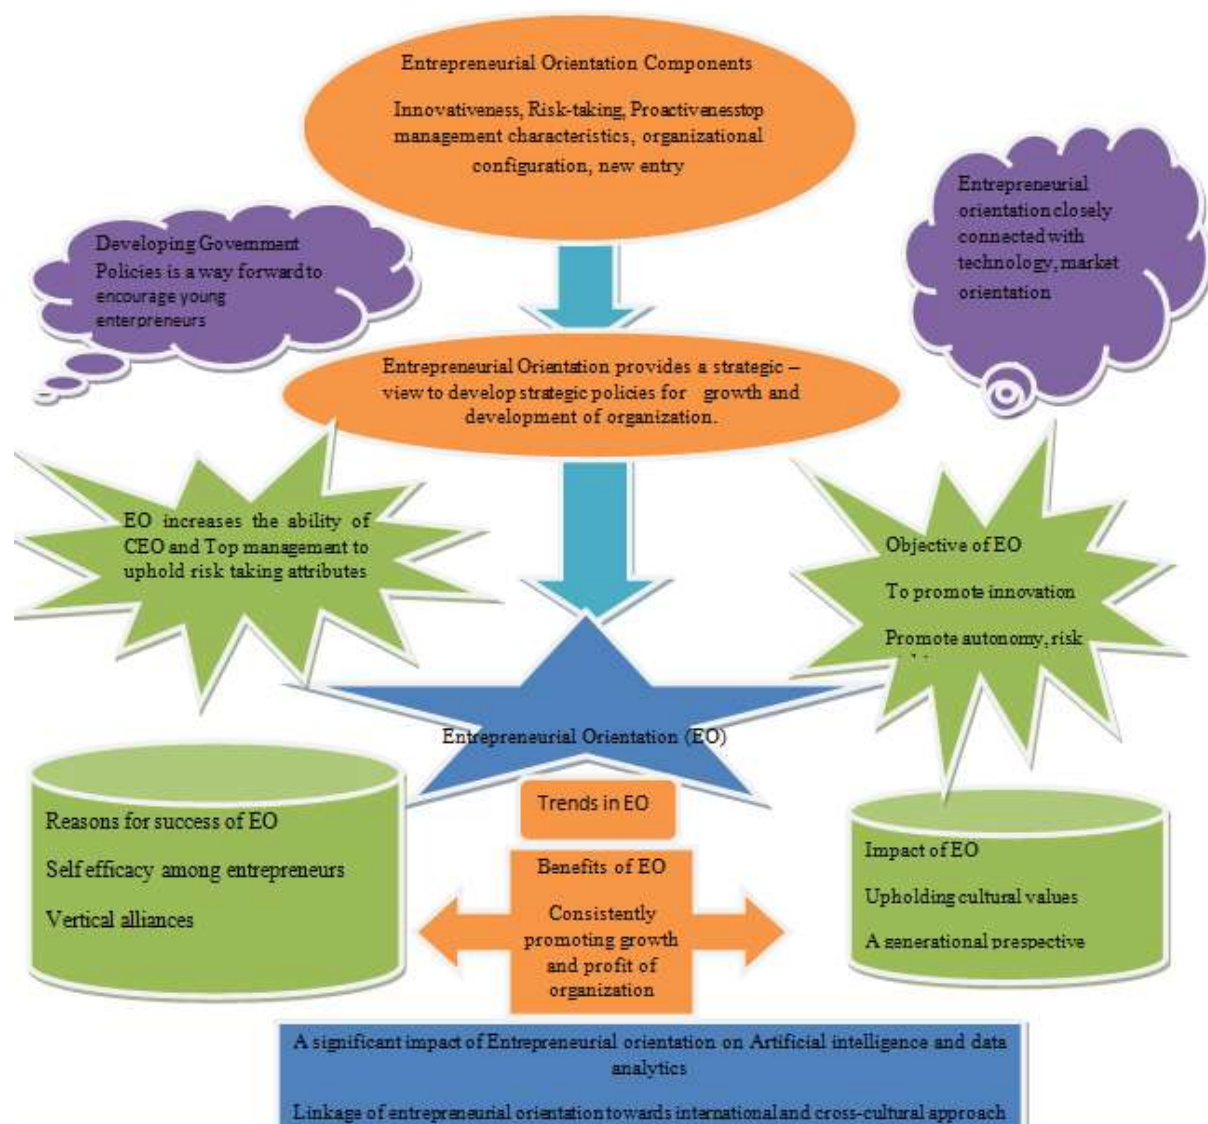 Entrepreneurial Orientation Components
Innovativeness, Risk-taking, Proactivenesstop
management characteristics, organizational
configuration, new entry
Entrepreneurial
orientation closely
connected with
technology, market
orientation
Developing Government
Policies is a way forward to
encourage young
enterpreneurs
Entrepreneurial Orientation provides a strategic –
view to develop strategic policies for growth and
development of organization.
EO increases the ability of
CEO and Top management to
uphold risk taking attributes
Objective of EO
To promote innovation
Promote autonomy, risk
Entrepreneurial Orientation (EO)
Trends in EO
Reasons for success of EO
Self efficacy among entrepreneurs
Vertical alliances
Benefits of EO
Consistently
promoting growth
and profit of
organization
Impact of EO
Upholding cultural values
A generational prespective
A significant impact of Entrepreneurial orientation on Artificial intelligence and data
analytics
Linkage of entrepreneurial orientation towards international and cross-cultural approach